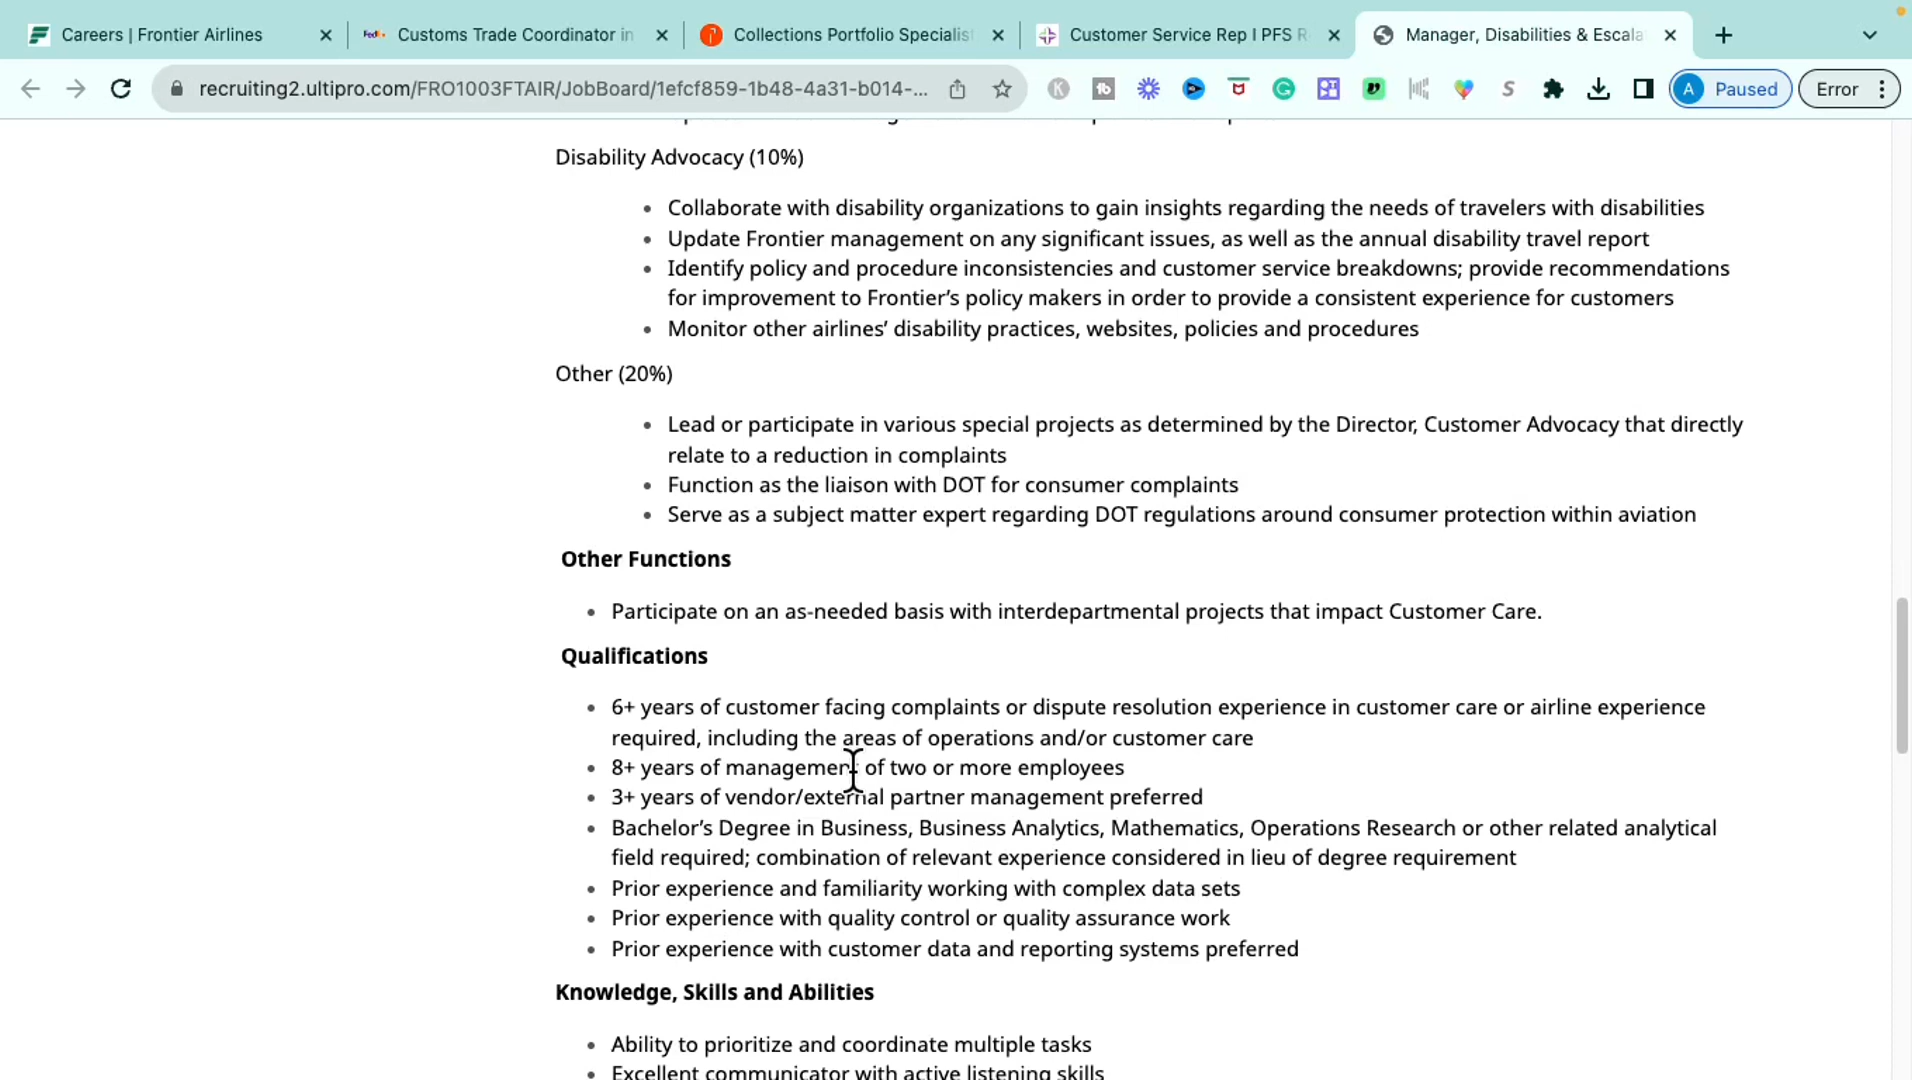 Careers | Frontier Airlines
FedEx Customs Trade Coordinator in
Collections Portfolio Specialist
Customer Service Rep I PFS R
Manager, Disabilities & Escala
recruiting2.ultipro.com/FRO1003FTAIR/JobBoard/1efcf859-1b48-4a31-b014-...
K
tb
S
A Paused
Error
Disability Advocacy (10%)
• Collaborate with disability organizations to gain insights regarding the needs of travelers with disabilities
• Update Frontier management on any significant issues, as well as the annual disability travel report
• Identify policy and procedure inconsistencies and customer service breakdowns; provide recommendations
for improvement to Frontier’s policy makers in order to provide a consistent experience for customers
• Monitor other airlines’ disability practices, websites, policies and procedures
Other (20%)
• Lead or participate in various special projects as determined by the Director, Customer Advocacy that directly
relate to a reduction in complaints
• Function as the liaison with DOT for consumer complaints
• Serve as a subject matter expert regarding DOT regulations around consumer protection within aviation
Other Functions
• Participate on an as-needed basis with interdepartmental projects that impact Customer Care.
Qualifications
• 6+ years of customer facing complaints or dispute resolution experience in customer care or airline experience
required, including the areas of operations and/or customer care
• 8+ years of management of two or more employees
• 3+ years of vendor/external partner management preferred
• Bachelor’s Degree in Business, Business Analytics, Mathematics, Operations Research or other related analytical
field required; combination of relevant experience considered in lieu of degree requirement
• Prior experience and familiarity working with complex data sets
• Prior experience with quality control or quality assurance work
• Prior experience with customer data and reporting systems preferred
Knowledge, Skills and Abilities
• Ability to prioritize and coordinate multiple tasks
• Excellent communicator with active listening skills